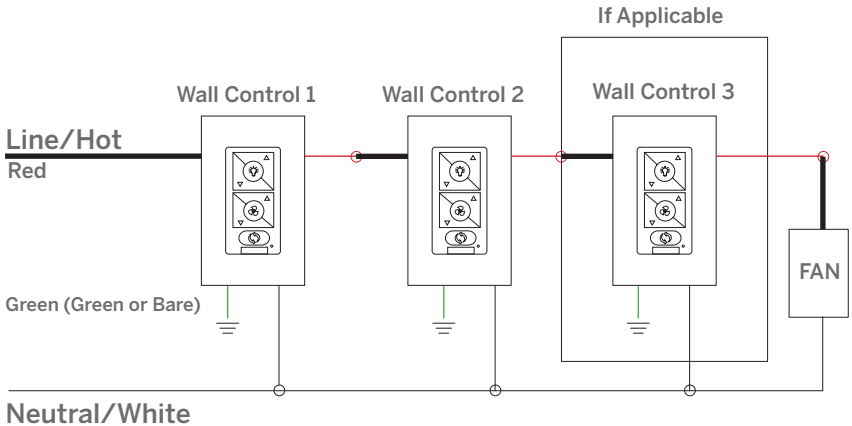 If Applicable
Wall Control 1
Wall Control 2
Wall Control 3
Line/Hot
Red
FAN
Green (Green or Bare)
Neutral/White